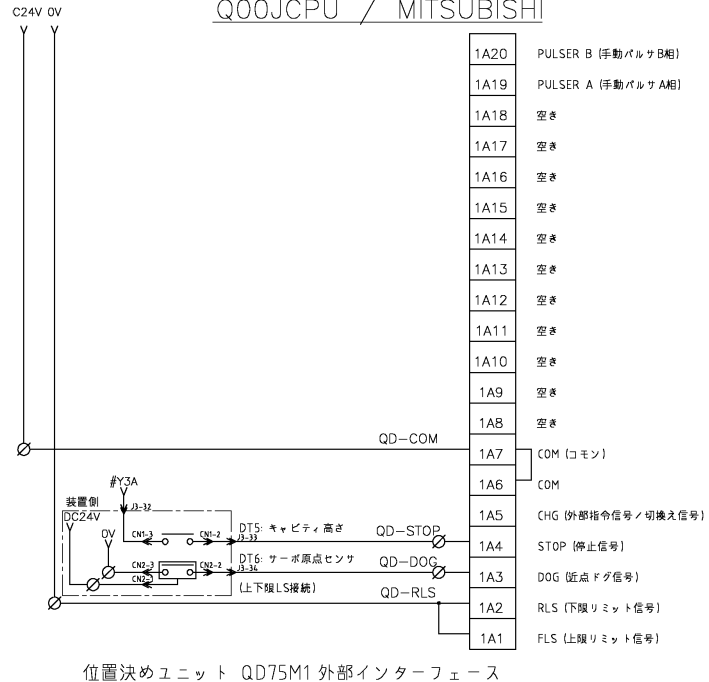 QOOJCPU / MITSUBISHI
C24V 0V
1A20 PULSER B (手動パルサB相)
1A19 PULSER A (手動パルサA相)
1A18 空き
1A17 空き
1A16 空き
1A15 空き
1A14 空き
1A13 空き
1A12 空き
1A11 空き
1A10 空き
1A9 空き
1A8 空き
QD-COM 1A7 COM (コモン)
1A6 COM
#Y3A
装置側 J3-32
1A5 CHG (外部指令信号/切換え信号)
DC24V
0V CN1-3 CN1-2 DT5: キャビティ高さ J3-33 QD-STOP 1A4 STOP (停止信号)
CN2-3 CN2-2 DT6: サーボ原点センサ J3-34 QD-DOG 1A3 DOG (近点ドグ信号)
CN2-1 (上下限LS接続)
QD-RLS 1A2 RLS (下限リミット信号)
1A1 FLS (上限リミット信号)
位置決めユニット QD75M1 外部インターフェース